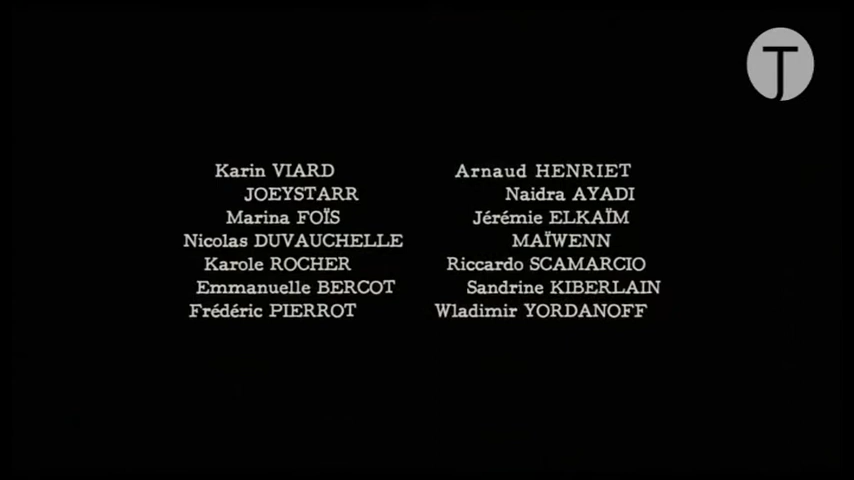 Karin VIARD
JOEYSTARR
Marina FOÏS
Nicolas DUVAUCHELLE
Karole ROCHER
Emmanuelle BERCOT
Frédéric PIERROT
Arnaud HENRIET
Naidra AYADI
Jérémie ELKAÏM
MAÏWENN
Riccardo SCAMARCIO
Sandrine KIBERLAIN
Wladimir YORDANOFF
TJ